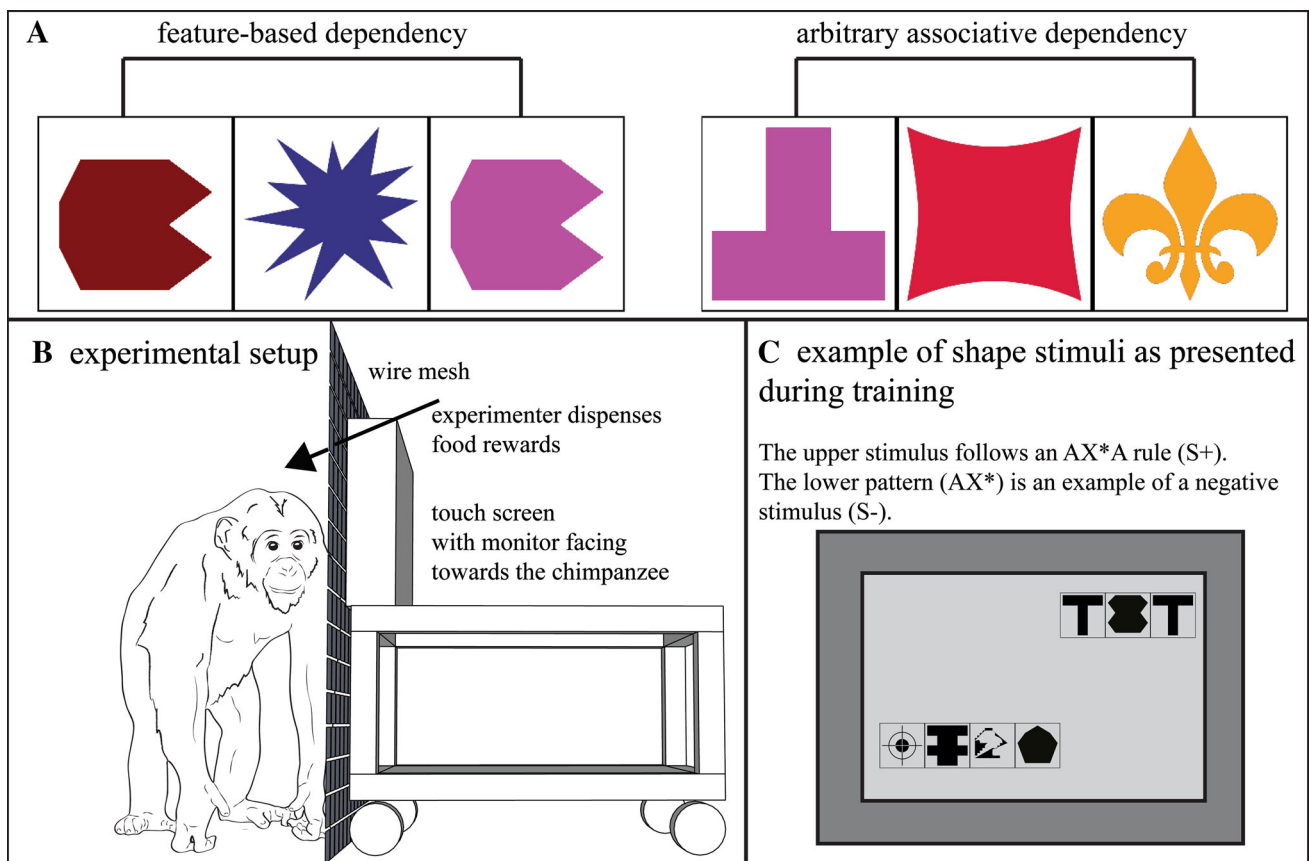 A
feature-based dependency
arbitrary associative dependency
B experimental setup
wire mesh
experimenter dispenses
food rewards
touch screen
with monitor facing
towards the chimpanzee
C example of shape stimuli as presented
during training
The upper stimulus follows an AX*A rule (S+).
The lower pattern (AX*) is an example of a negative
stimulus (S-).